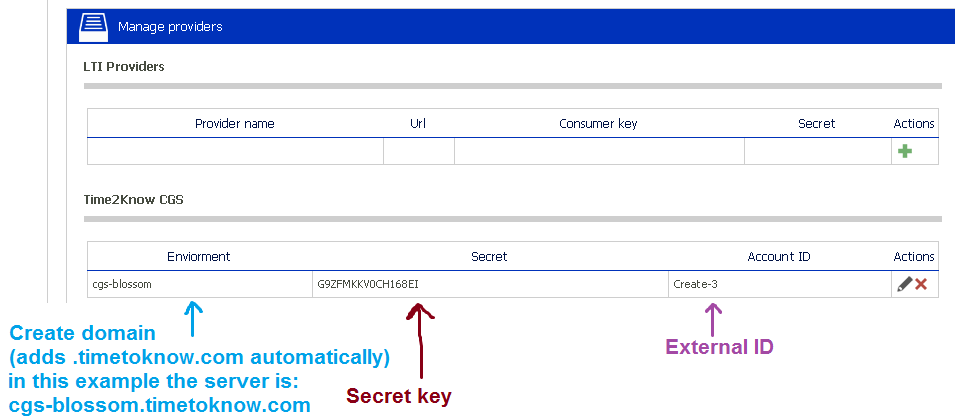 Manage providers
LTI Providers
Provider name Url Consumer key Secret Actions
Time2Know CGS
Enviorment Secret Account ID Actions
cgs-blossom G9ZFMKKV0CH168EI Create-3
Create domain
(adds .timetoknow.com automatically)
in this example the server is:
cgs-blossom.timetoknow.com
Secret key
External ID